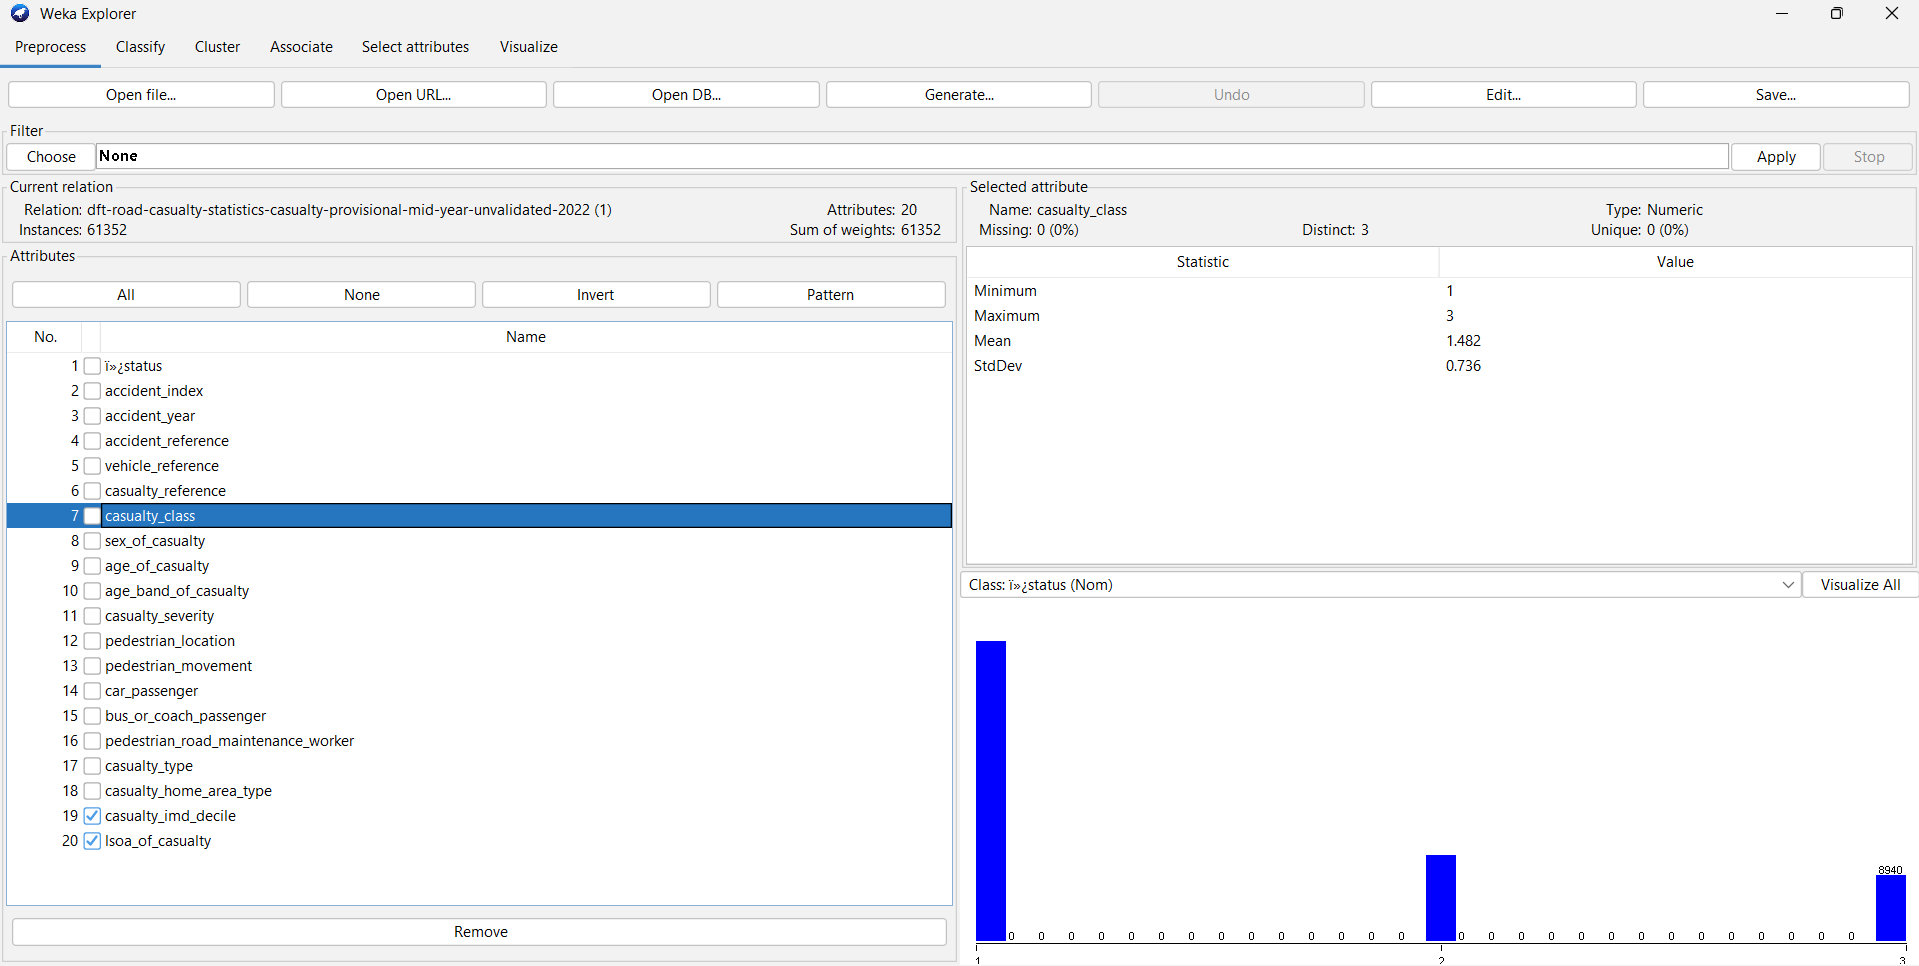 Weka Explorer
Preprocess Classify Cluster Associate Select attributes Visualize
Open file... Open URL... Open DB... Generate... Undo Edit... Save...
Filter
Choose None Apply Stop
Current relation
Relation: dft-road-casualty-statistics-casualty-provisional-mid-year-unvalidated-2022 (1) Attributes: 20
Instances: 61352 Sum of weights: 61352
Attributes
All None Invert Pattern
No. Name
1 ï»¿status
2 accident_index
3 accident_year
4 accident_reference
5 vehicle_reference
6 casualty_reference
7 casualty_class
8 sex_of_casualty
9 age_of_casualty
10 age_band_of_casualty
11 casualty_severity
12 pedestrian_location
13 pedestrian_movement
14 car_passenger
15 bus_or_coach_passenger
16 pedestrian_road_maintenance_worker
17 casualty_type
18 casualty_home_area_type
19 casualty_imd_decile
20 lsoa_of_casualty
Remove
Selected attribute
Name: casualty_class Type: Numeric
Missing: 0 (0%) Distinct: 3 Unique: 0 (0%)
Statistic Value
Minimum 1
Maximum 3
Mean 1.482
StdDev 0.736
Class: ï»¿status (Nom) Visualize All
8940
0 0 0 0 0 0 0 0 0 0 0 0 0 0 0 0 0 0 0 0 0 0 0 0 0 0 0 0
1 2 3